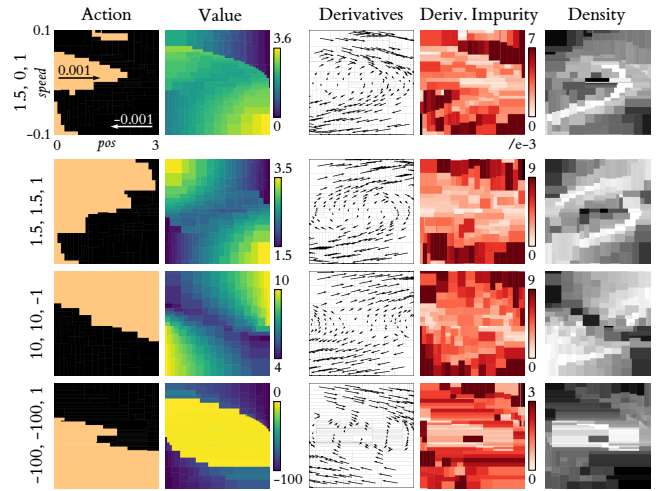 Action Value Derivatives Deriv. Impurity Density
1.5, 0, 1
0.1
speed
−0.1
0.001
−0.001
0 pos 3
3.6
0
7
0
/e−3
1.5, 1.5, 1
3.5
1.5
9
0
10, 10, −1
10
4
9
0
−100, −100, 1
0
−100
3
0